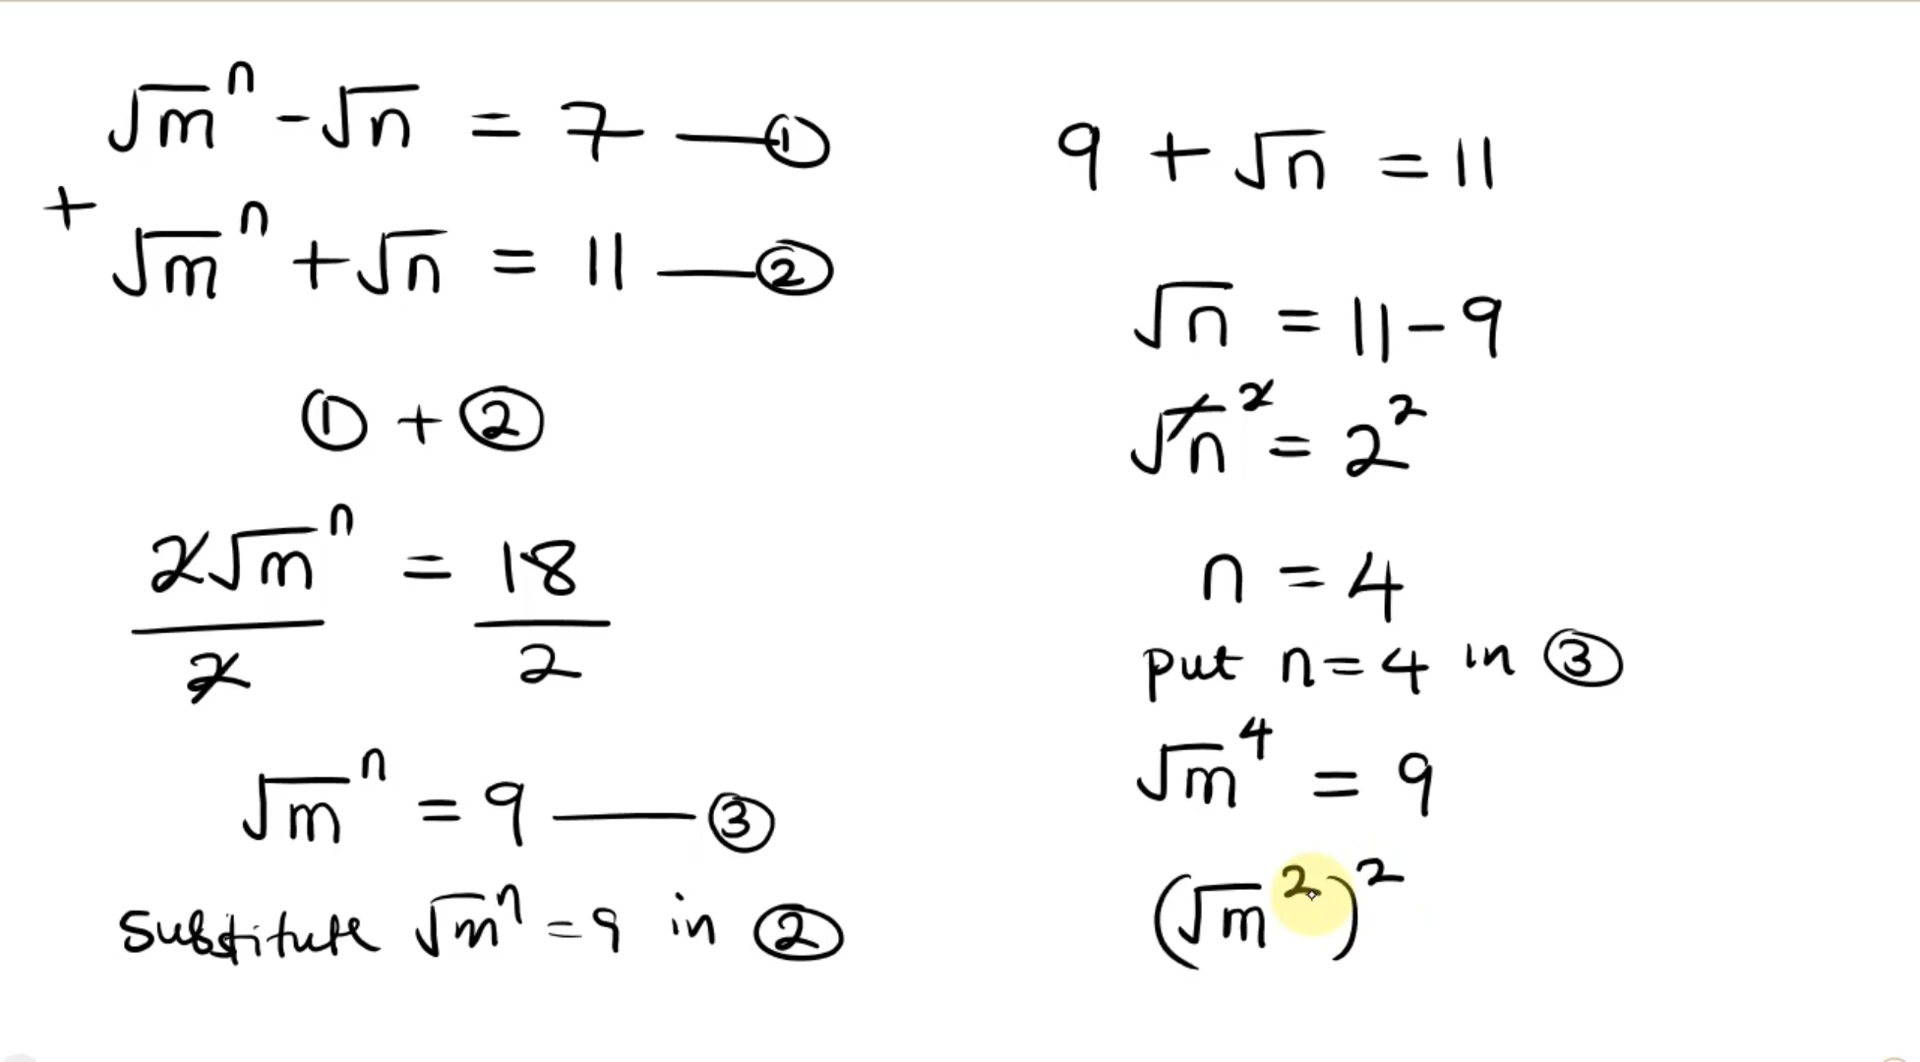 √m^n - √n = 7 —①
+
√m^n + √n = 11 —②
① + ②
2√m^n / 2 = 18 / 2
√m^n = 9 —③
Substitute √m^n = 9 in ②
9 + √n = 11
√n = 11 - 9
√n^2 = 2^2
n = 4
put n = 4 in ③
√m^4 = 9
(√m^2)^2